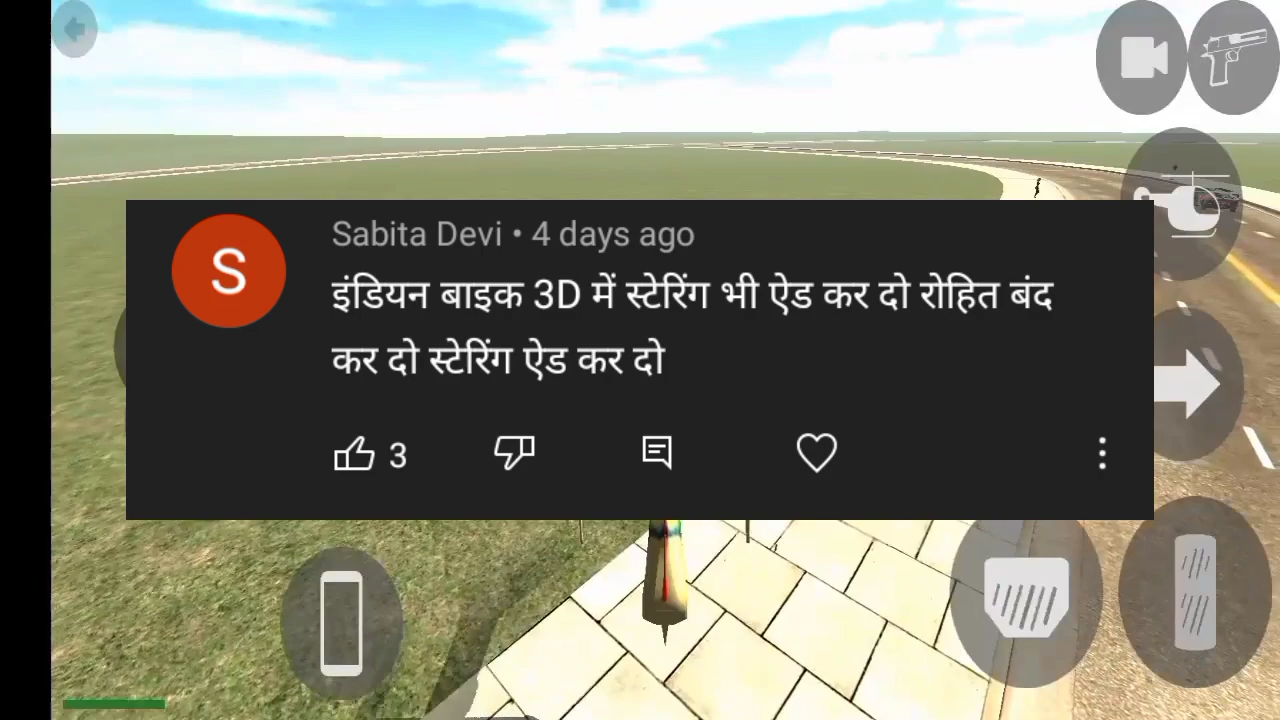 S
Sabita Devi • 4 days ago
इंडियन बाइक 3D में स्टेरिंग भी ऐड कर दो रोहित बंद
कर दो स्टेरिंग ऐड कर दो
3